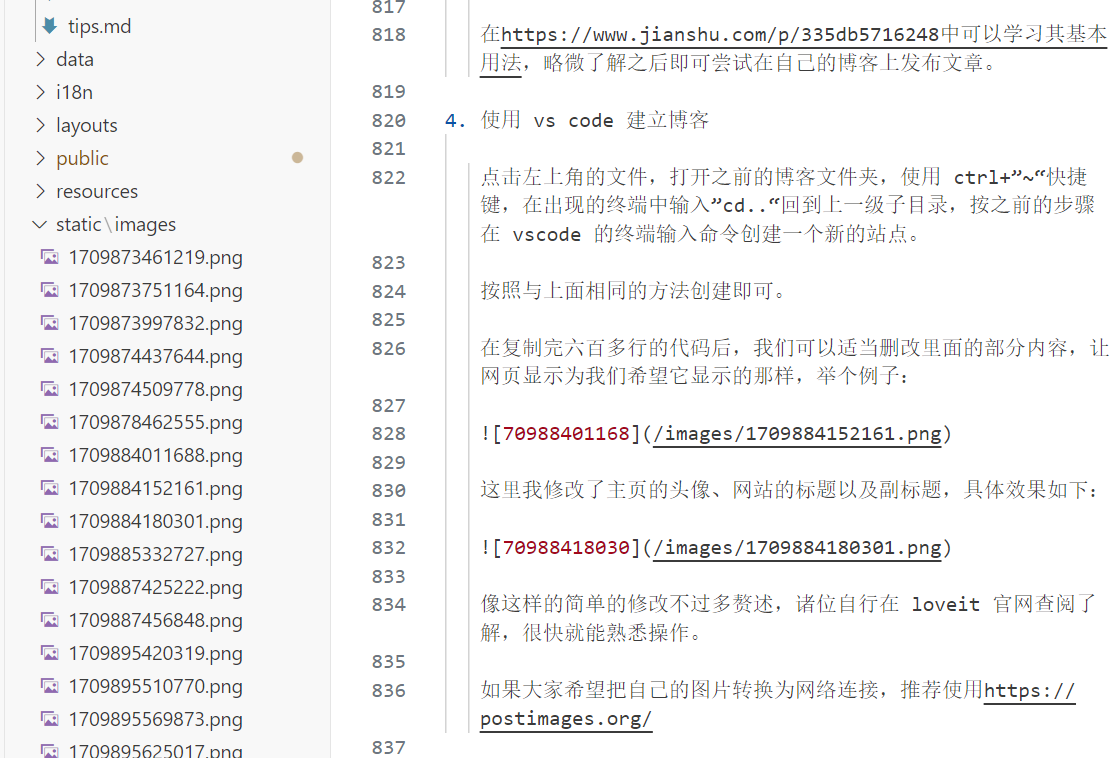 tips.md
data
i18n
layouts
public
resources
static\images
1709873461219.png
1709873751164.png
1709873997832.png
1709874437644.png
1709874509778.png
1709878462555.png
1709884011688.png
1709884152161.png
1709884180301.png
1709885332727.png
1709887425222.png
1709887456848.png
1709895420319.png
1709895510770.png
1709895569873.png
1709895625017.png
817
818 在https://www.jianshu.com/p/335db5716248中可以学习其基本
用法，略微了解之后即可尝试在自己的博客上发布文章。
819
820 4. 使用 vs code 建立博客
821
822 点击左上角的文件，打开之前的博客文件夹，使用 ctrl+”~“快捷
键，在出现的终端中输入”cd..“回到上一级子目录，按之前的步骤
在 vscode 的终端输入命令创建一个新的站点。
823
824 按照与上面相同的方法创建即可。
825
826 在复制完六百多行的代码后，我们可以适当删改里面的部分内容，让
网页显示为我们希望它显示的那样，举个例子：
827
828 ![70988401168](/images/1709884152161.png)
829
830 这里我修改了主页的头像、网站的标题以及副标题，具体效果如下：
831
832 ![70988418030](/images/1709884180301.png)
833
834 像这样的简单的修改不过多赘述，诸位自行在 loveit 官网查阅了
解，很快就能熟悉操作。
835
836 如果大家希望把自己的图片转换为网络连接，推荐使用https://
postimages.org/
837